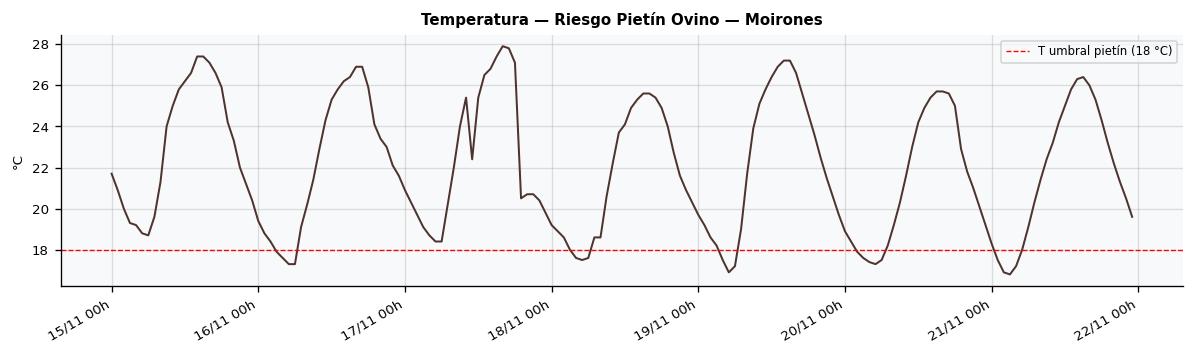 Temperatura — Riesgo Pietín Ovino — Moirones
T umbral pietín (18 °C)
°C
28
26
24
22
20
18
15/11 00h
16/11 00h
17/11 00h
18/11 00h
19/11 00h
20/11 00h
21/11 00h
22/11 00h